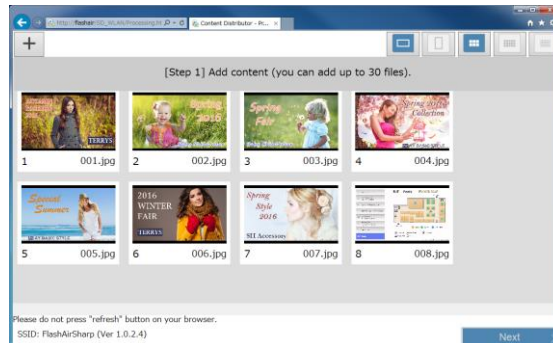 http://flashair/SD_WLAN/Processing.ht
Content Distributor - Pr...
[Step 1] Add content (you can add up to 30 files).
TERRYS
1 001.jpg
Spring
2016
2 002.jpg
Spring
Fair
3 003.jpg
Spring 2016
Collection
4 004.jpg
Special
Summer
5 005.jpg
2016
WINTER
FAIR
TERRYS
6 006.jpg
Spring
Style
2016
SH Accessory
7 007.jpg
8 008.jpg
Please do not press "refresh" button on your browser.
SSID: FlashAirSharp (Ver 1.0.2.4)
Next